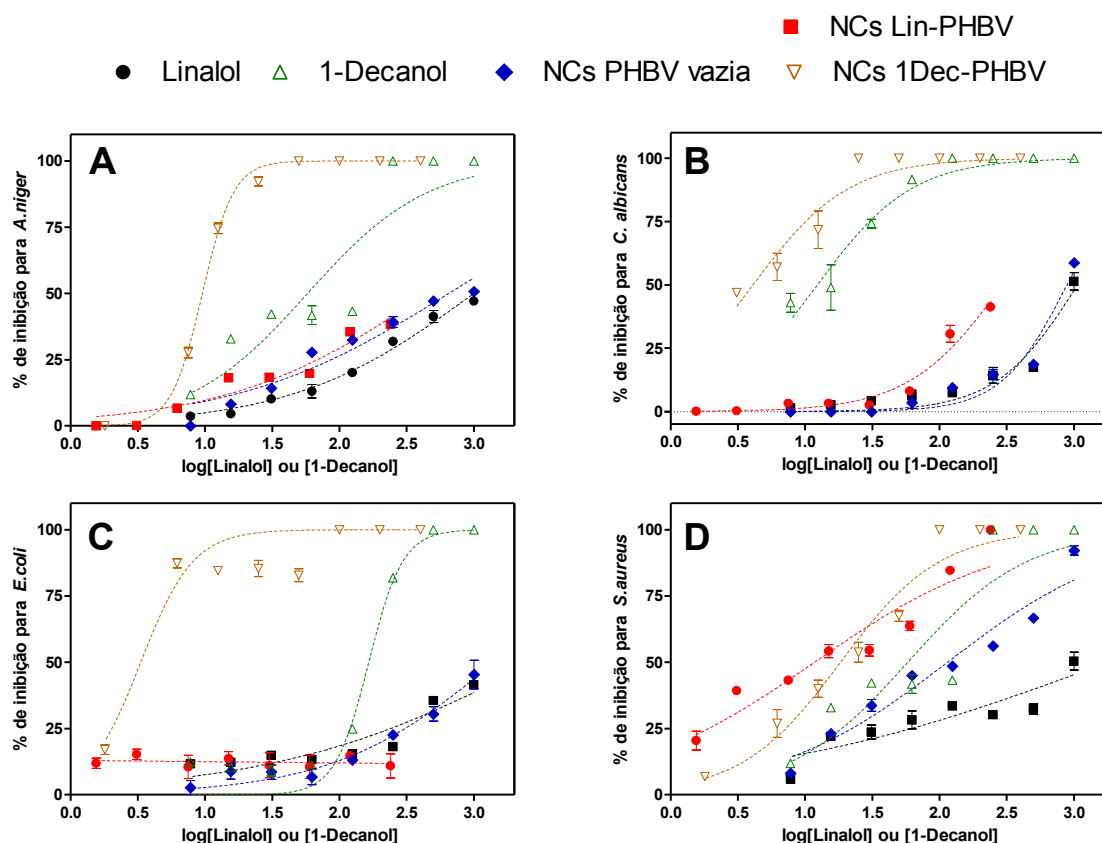 NCs Lin-PHBV
Linalol 1-Decanol NCs PHBV vazia NCs 1Dec-PHBV
A
% de inibição para A.niger
100
75
50
25
0
0.0 0.5 1.0 1.5 2.0 2.5 3.0
log[Linalol] ou [1-Decanol]
B
% de inibição para C. albicans
100
75
50
25
0
0.0 0.5 1.0 1.5 2.0 2.5 3.0
log[Linalol] ou [1-Decanol]
C
% de inibição para E.coli
100
75
50
25
0
0.0 0.5 1.0 1.5 2.0 2.5 3.0
log[Linalol] ou [1-Decanol]
D
% de inibição para S.aureus
100
75
50
25
0
0.0 0.5 1.0 1.5 2.0 2.5 3.0
log[Linalol] ou [1-Decanol]